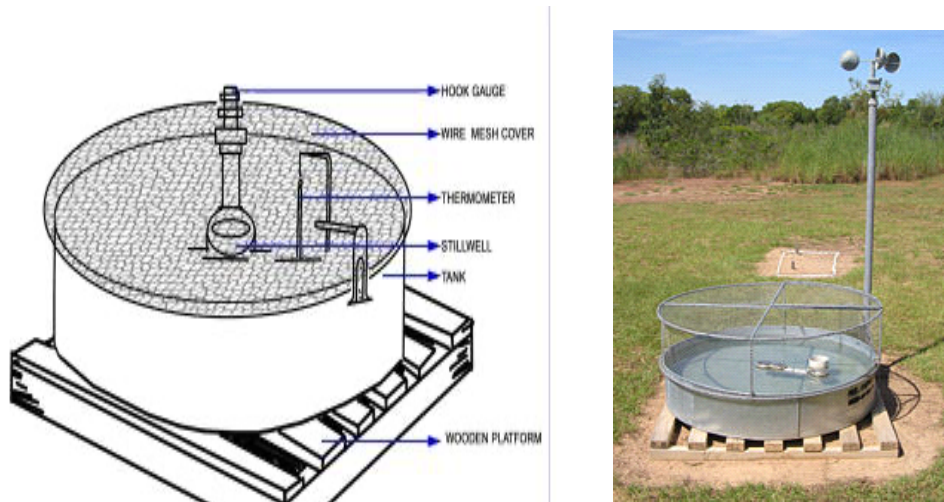 HOOK GAUGE
WIRE MESH COVER
THERMOMETER
STILLWELL
TANK
WOODEN PLATFORM